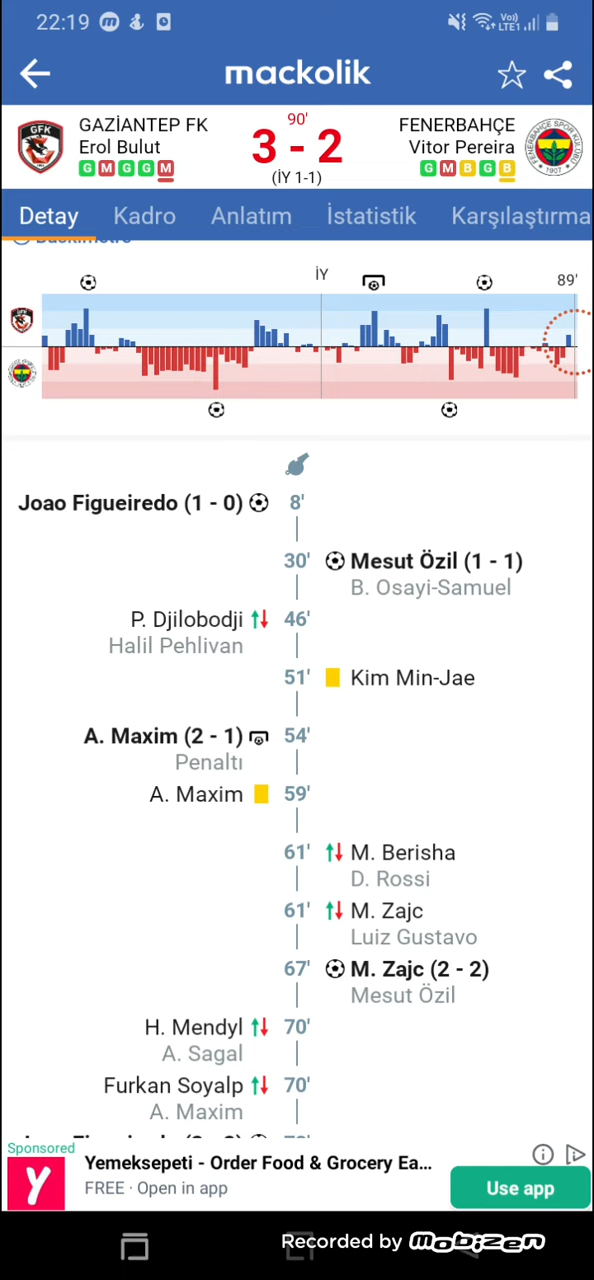 22:19
Vo)) LTE1
mackolik
GFK
GAZİANTEP FK
Erol Bulut
G M G G M
90'
3 - 2
(İY 1-1)
FENERBAHÇE
Vitor Pereira
G M B G B
1907
Detay Kadro Anlatım İstatistik Karşılaştırma
İY
89'
Joao Figueiredo (1 - 0) 8'
30' Mesut Özil (1 - 1)
B. Osayi-Samuel
P. Djilobodji 46'
Halil Pehlivan
51' Kim Min-Jae
A. Maxim (2 - 1) 54'
Penaltı
A. Maxim 59'
61' M. Berisha
D. Rossi
61' M. Zajc
Luiz Gustavo
67' M. Zajc (2 - 2)
Mesut Özil
H. Mendyl 70'
A. Sagal
Furkan Soyalp 70'
A. Maxim
Sponsored
Yemeksepeti - Order Food & Grocery Ea...
FREE · Open in app
Use app
Recorded by Mobizen